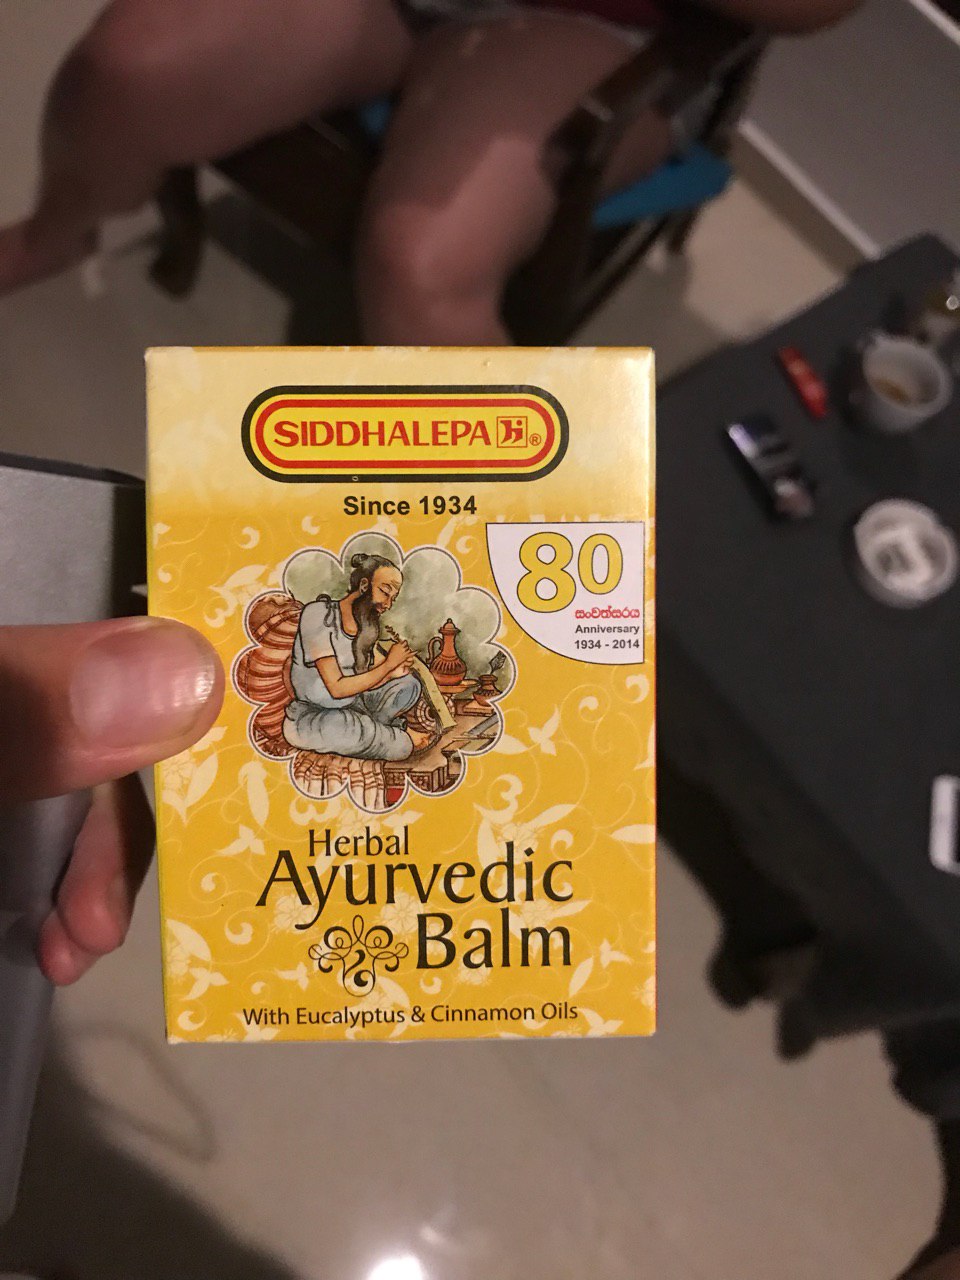 SIDDHALEPA ®
Since 1934
80
සංවත්සරය
Anniversary
1934 - 2014
Herbal
Ayurvedic
Balm
With Eucalyptus & Cinnamon Oils